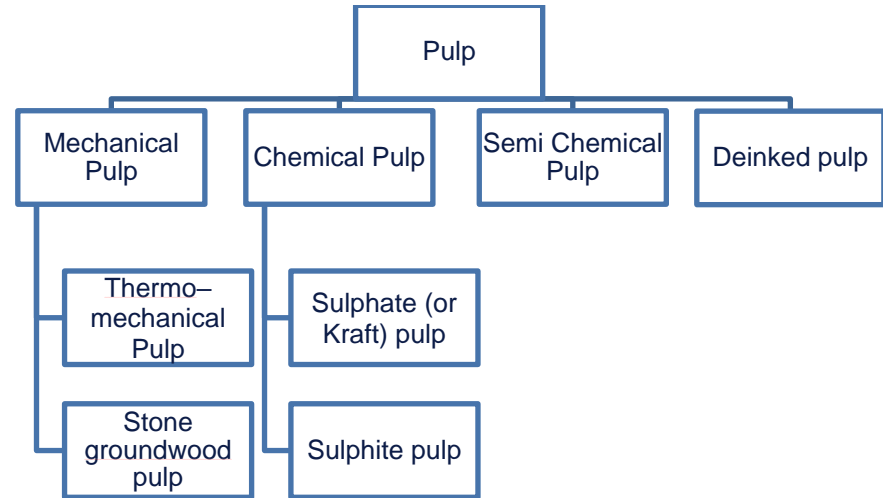 Pulp
Mechanical
Pulp
Chemical Pulp
Semi Chemical
Pulp
Deinked pulp
Thermo–
mechanical
Pulp
Sulphate (or
Kraft) pulp
Stone
groundwood
pulp
Sulphite pulp